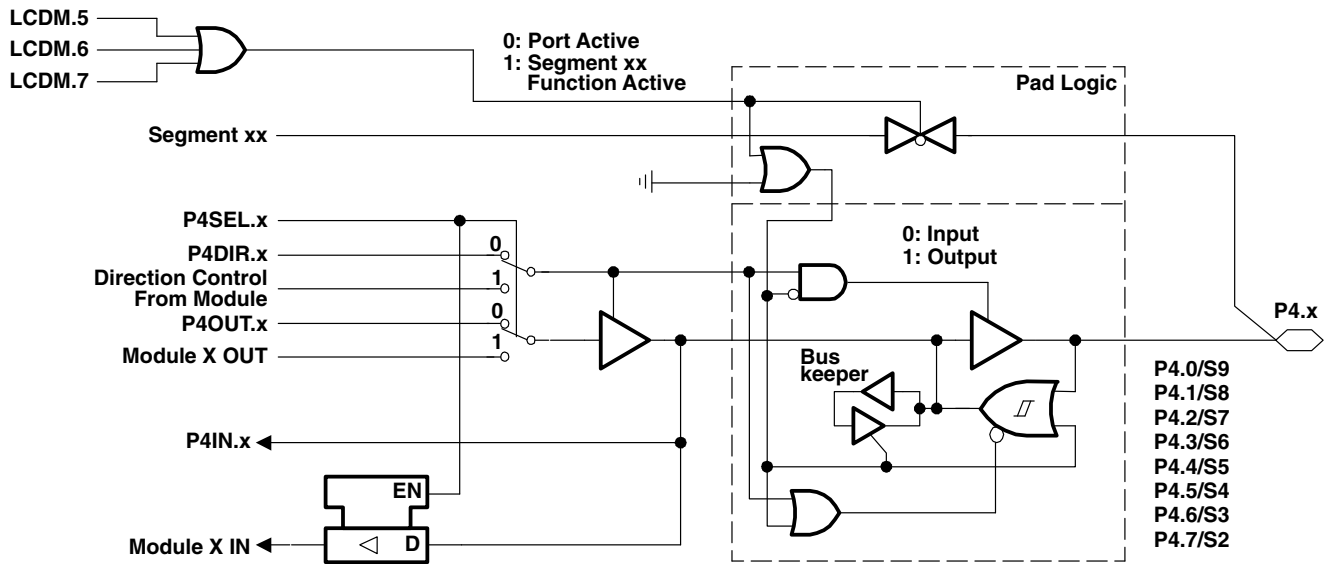 LCDM.5
LCDM.6
LCDM.7
0: Port Active
1: Segment xx
Function Active
Pad Logic
Segment xx
P4SEL.x
P4DIR.x
0
Direction Control
From Module
1
P4OUT.x
0
Module X OUT
1
0: Input
1: Output
P4.x
Bus
keeper
P4IN.x
EN
D
Module X IN
P4.0/S9
P4.1/S8
P4.2/S7
P4.3/S6
P4.4/S5
P4.5/S4
P4.6/S3
P4.7/S2